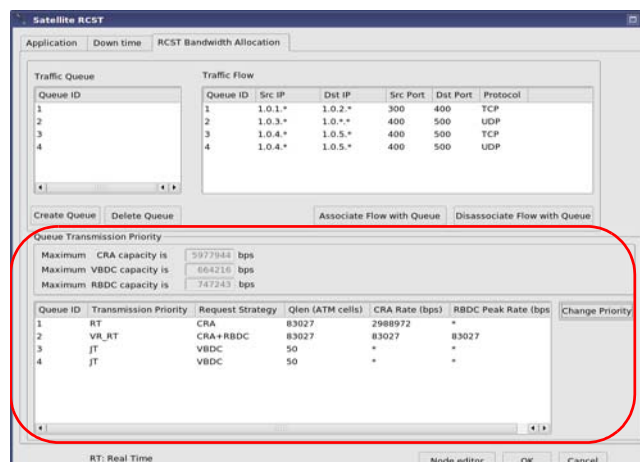 Satellite RCST
Application Down time RCST Bandwidth Allocation
Traffic Queue
Queue ID
1
2
3
4
Traffic Flow
Queue ID Src IP Dst IP Src Port Dst Port Protocol
1 1.0.1.* 1.0.2.* 300 400 TCP
2 1.0.3.* 1.0.*.* 400 500 UDP
3 1.0.4.* 1.0.5.* 400 500 TCP
4 1.0.4.* 1.0.5.* 400 500 UDP
Create Queue Delete Queue Associate Flow with Queue Disassociate Flow with Queue
Queue Transmission Priority
Maximum CRA capacity is 5977944 bps
Maximum VBDC capacity is 664216 bps
Maximum RBDC capacity is 747243 bps
Queue ID Transmission Priority Request Strategy Qlen (ATM cells) CRA Rate (bps) RBDC Peak Rate (bps Change Priority
1 RT CRA 83027 2988972 *
2 VR_RT CRA+RBDC 83027 83027 83027
3 JT VBDC 50 * *
4 JT VBDC 50 * *
RT: Real Time
Node editor OK Cancel